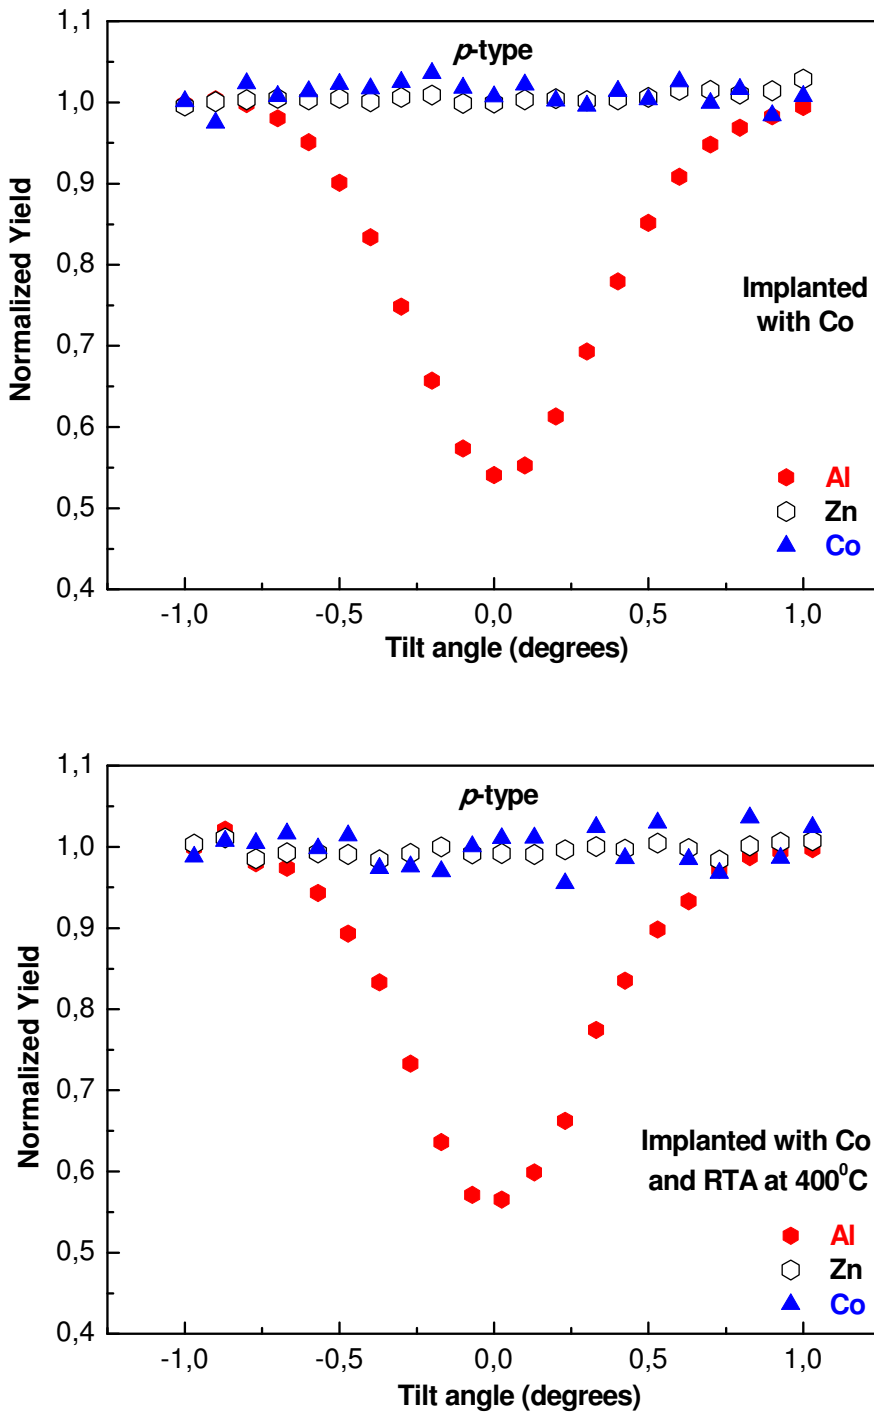 1,1
p-type
1,0
0,9
0,8
Normalized Yield
Implanted
with Co
0,7
0,6
Al
0,5
Zn
Co
0,4
-1,0 -0,5 0,0 0,5 1,0
Tilt angle (degrees)
1,1
p-type
1,0
0,9
0,8
Normalized Yield
0,7
Implanted with Co
0,6
and RTA at 400⁰C
0,5
Al
Zn
Co
0,4
-1,0 -0,5 0,0 0,5 1,0
Tilt angle (degrees)